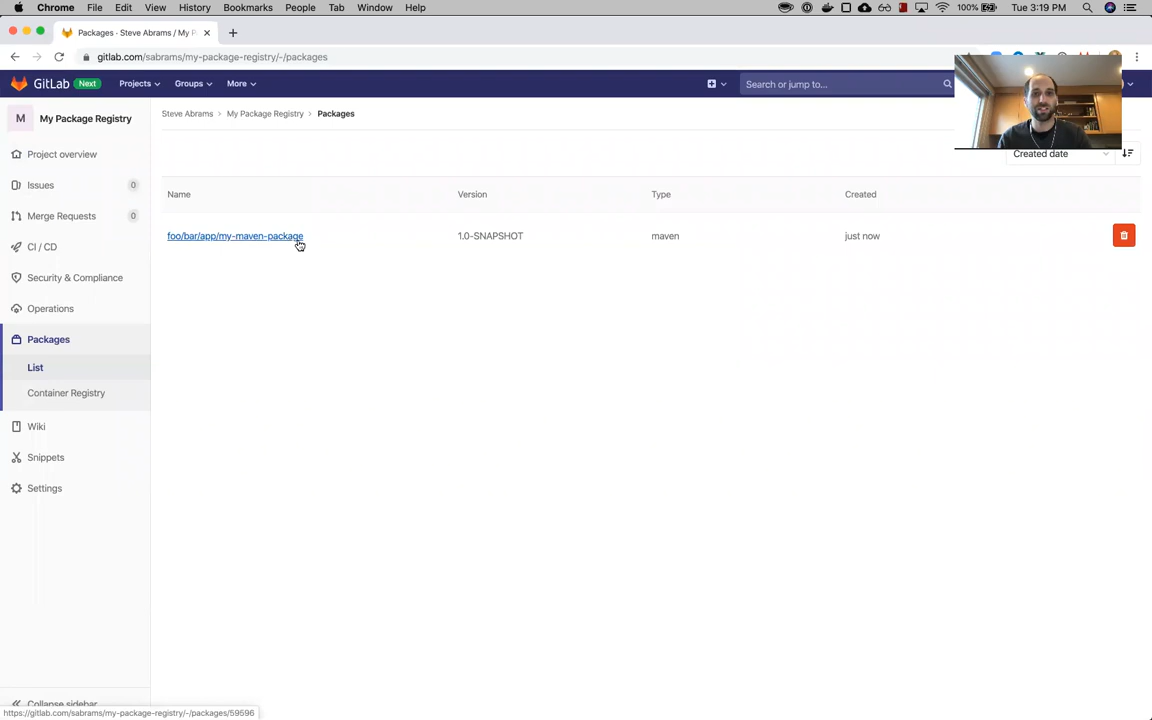 Chrome File Edit View History Bookmarks People Tab Window Help 100% Tue 3:19 PM
Packages · Steve Abrams / My P
gitlab.com/sabrams/my-package-registry/-/packages
GitLab Next Projects Groups More Search or jump to...
M My Package Registry
Steve Abrams > My Package Registry > Packages
Project overview
Issues 0
Merge Requests 0
CI / CD
Security & Compliance
Operations
Packages
List
Container Registry
Wiki
Snippets
Settings
Collapse sidebar
Created date
Name Version Type Created
foo/bar/app/my-maven-package 1.0-SNAPSHOT maven just now
https://gitlab.com/sabrams/my-package-registry/-/packages/59596